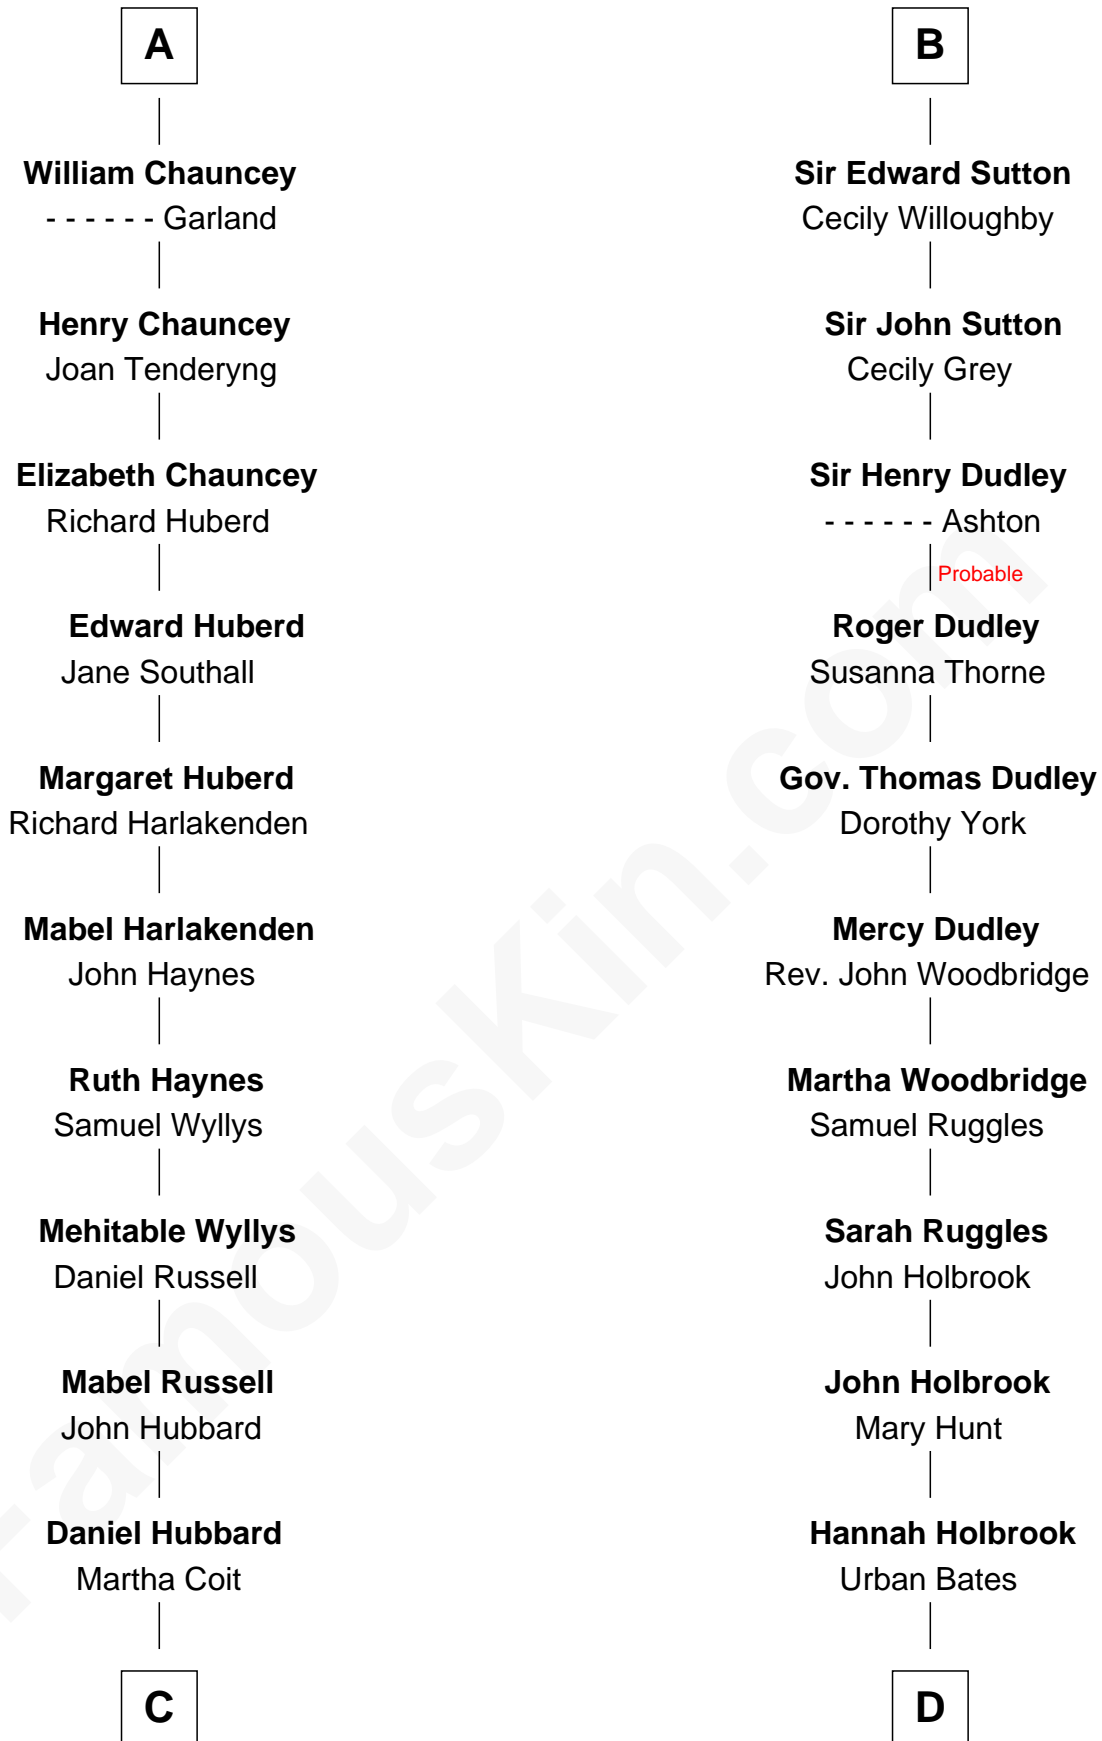 A
William Chauncey
- - - - - - Garland
Henry Chauncey
Joan Tenderyng
Elizabeth Chauncey
Richard Huberd
Edward Huberd
Jane Southall
Margaret Huberd
Richard Harlakenden
Mabel Harlakenden
John Haynes
Ruth Haynes
Samuel Wyllys
Mehitable Wyllys
Daniel Russell
Mabel Russell
John Hubbard
Daniel Hubbard
Martha Coit
C
B
Sir Edward Sutton
Cecily Willoughby
Sir John Sutton
Cecily Grey
Sir Henry Dudley
- - - - - - Ashton
Probable
Roger Dudley
Susanna Thorne
Gov. Thomas Dudley
Dorothy York
Mercy Dudley
Rev. John Woodbridge
Martha Woodbridge
Samuel Ruggles
Sarah Ruggles
John Holbrook
John Holbrook
Mary Hunt
Hannah Holbrook
Urban Bates
D
FamousKin.com